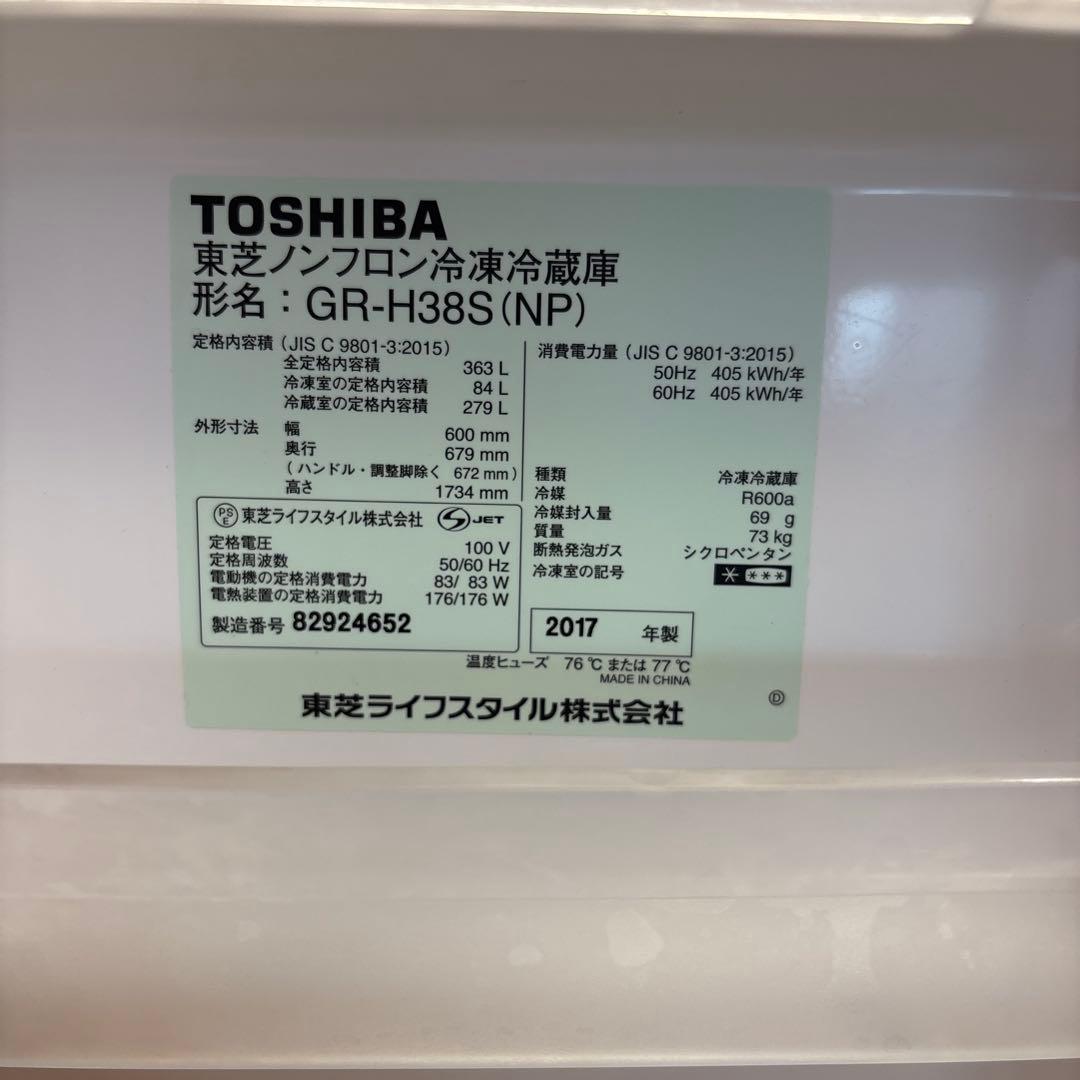 TOSHIBA
東芝ノンフロン冷凍冷蔵庫
形名：GR-H38S(NP)
定格内容積（JIS C 9801-3:2015）
全定格内容積 363 L
冷凍室の定格内容積 84 L
冷蔵室の定格内容積 279 L
外形寸法 幅 600 mm
奥行 679 mm
（ハンドル・調整脚除く 672 mm）
高さ 1734 mm
PSE 東芝ライフスタイル株式会社 S JET
定格電圧 100 V
定格周波数 50/60 Hz
電動機の定格消費電力 83/ 83 W
電熱装置の定格消費電力 176/176 W
製造番号 82924652
消費電力量（JIS C 9801-3:2015）
50Hz 405 kWh/年
60Hz 405 kWh/年
種類 冷凍冷蔵庫
冷媒 R600a
冷媒封入量 69 g
質量 73 kg
断熱発泡ガス シクロペンタン
冷凍室の記号 * ***
2017 年製
温度ヒューズ 76℃または77℃
MADE IN CHINA
東芝ライフスタイル株式会社
Ⓓ